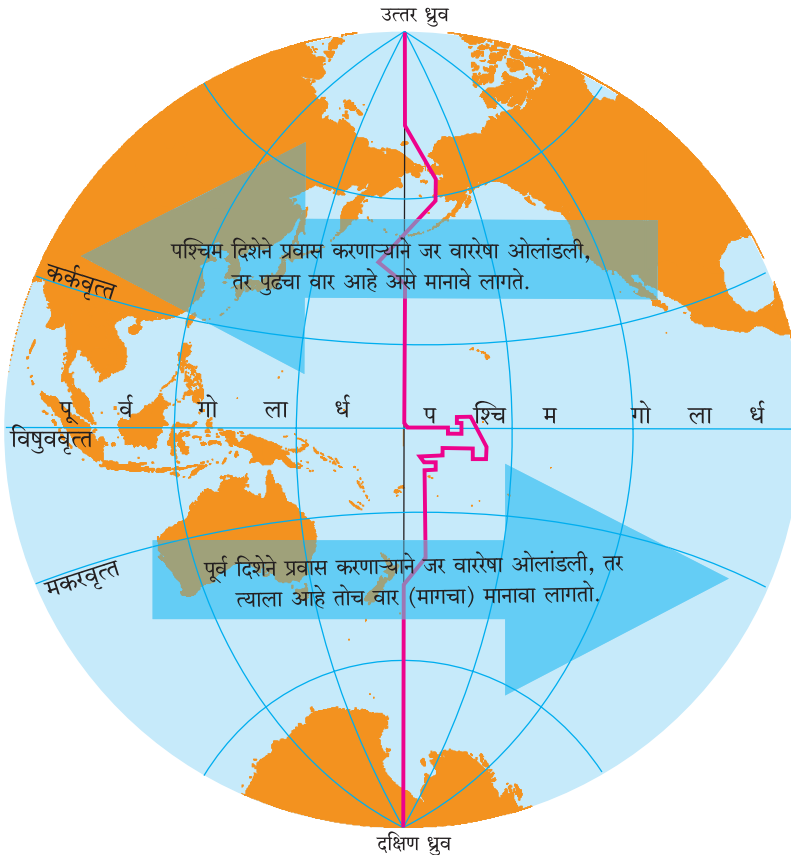 उत्तर ध्रुव
पश्चिम दिशेने प्रवास करणाऱ्याने जर वाररेषा ओलांडली,
तर पुढचा वार आहे असे मानावे लागते.
कर्कवृत्त
पूर्व गोलार्ध
पश्चिम गोलार्ध
विषुववृत्त
मकरवृत्त
पूर्व दिशेने प्रवास करणाऱ्याने जर वाररेषा ओलांडली, तर
त्याला आहे तोच वार (मागचा) मानावा लागतो.
दक्षिण ध्रुव